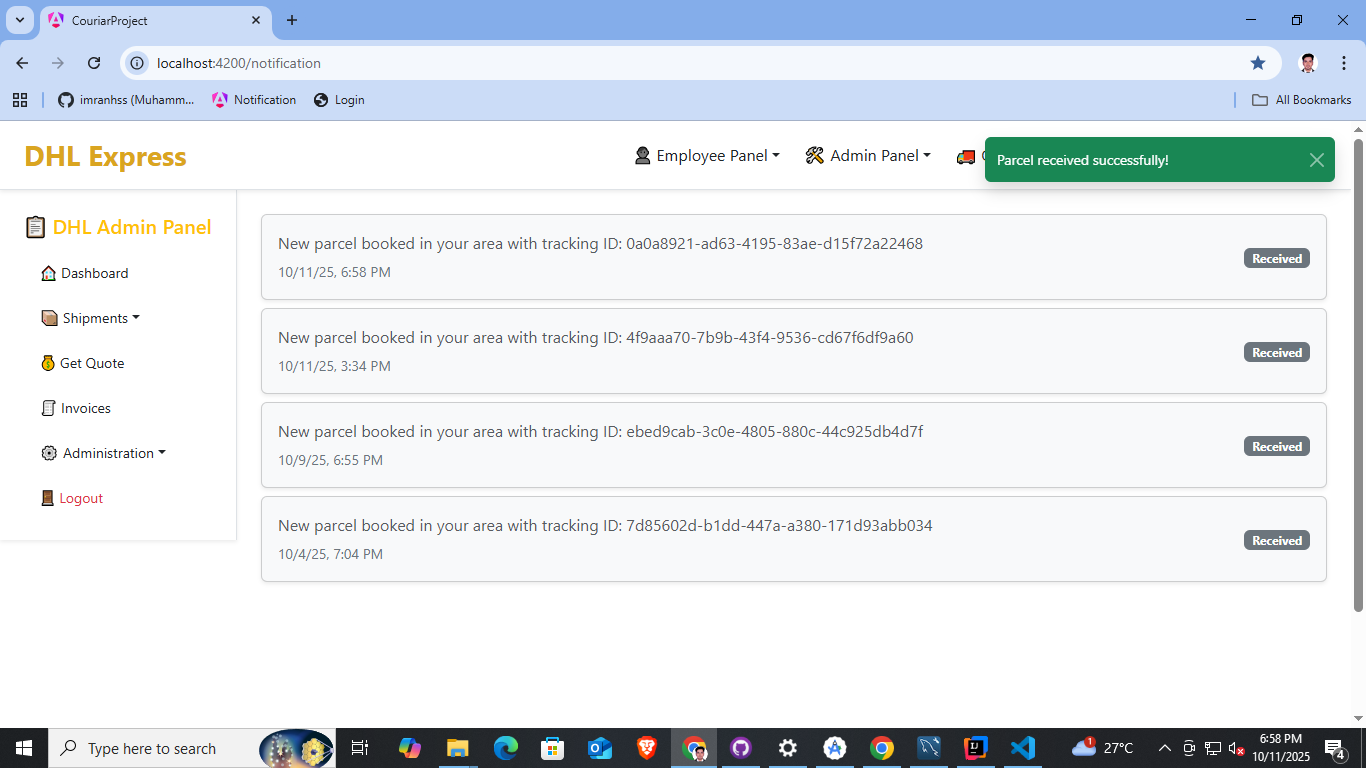 CouriarProject
localhost:4200/notification
imranhss (Muhamm...
Notification
Login
All Bookmarks
DHL Express
Employee Panel
Admin Panel
Parcel received successfully!
DHL Admin Panel
Dashboard
Shipments
Get Quote
Invoices
Administration
Logout
New parcel booked in your area with tracking ID: 0a0a8921-ad63-4195-83ae-d15f72a22468
10/11/25, 6:58 PM
Received
New parcel booked in your area with tracking ID: 4f9aaa70-7b9b-43f4-9536-cd67f6df9a60
10/11/25, 3:34 PM
Received
New parcel booked in your area with tracking ID: ebed9cab-3c0e-4805-880c-44c925db4d7f
10/9/25, 6:55 PM
Received
New parcel booked in your area with tracking ID: 7d85602d-b1dd-447a-a380-171d93abb034
10/4/25, 7:04 PM
Received
Type here to search
1
27°C
6:58 PM
10/11/2025
4